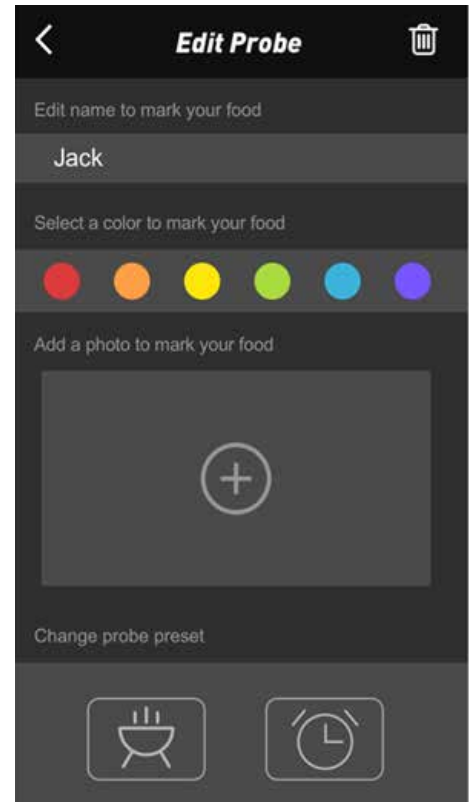 Edit Probe
Edit name to mark your food
Jack
Select a color to mark your food
Add a photo to mark your food
Change probe preset